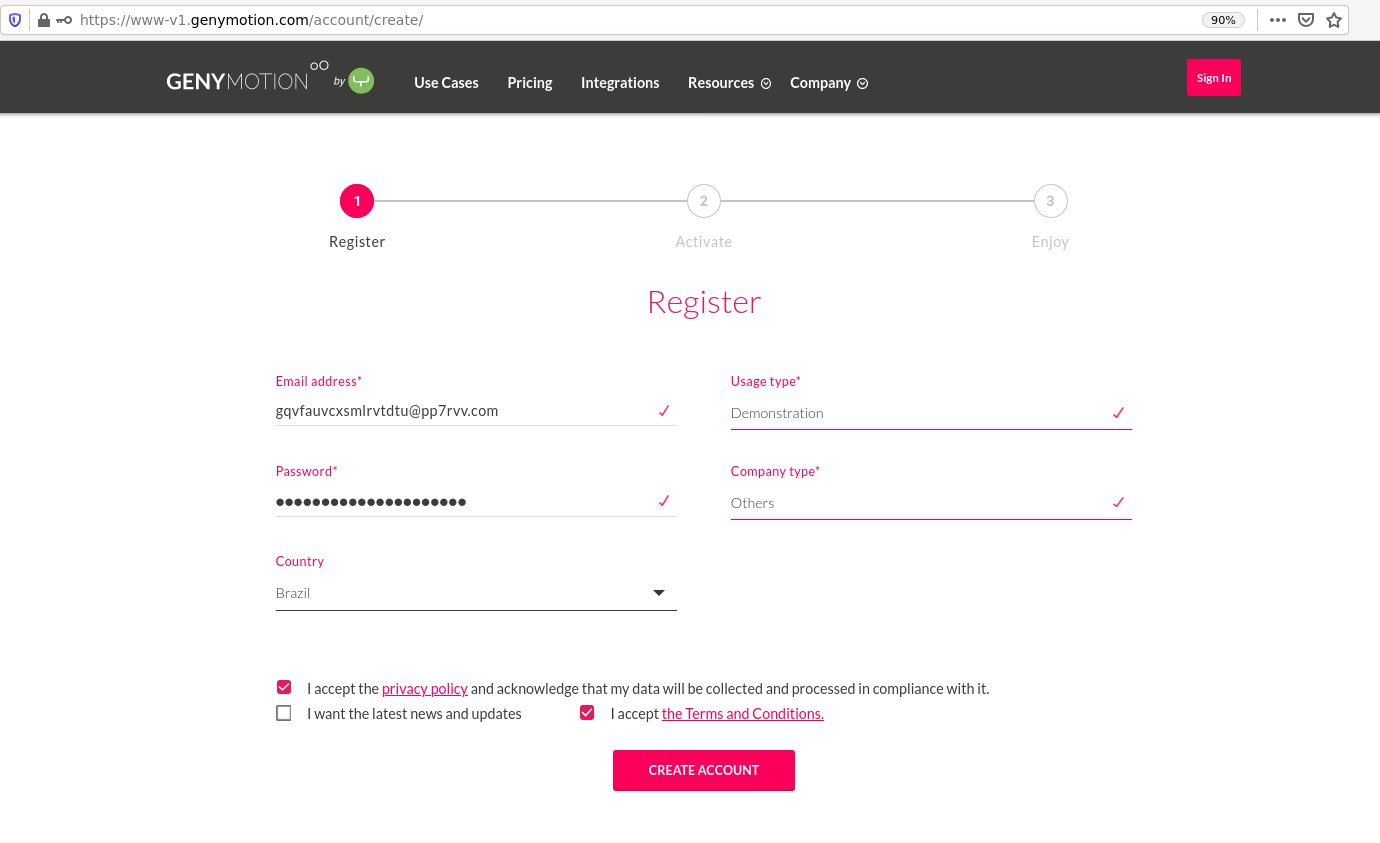 https://www-v1.genymotion.com/account/create/
90%
GENYMOTION by
Use Cases
Pricing
Integrations
Resources
Company
Sign In
1
2
3
Register
Activate
Enjoy
Register
Email address*
Usage type*
gqvfauvcxsmlrvtdtu@pp7rvv.com
Demonstration
Password*
Company type*
Others
Country
Brazil
I accept the privacy policy and acknowledge that my data will be collected and processed in compliance with it.
I want the latest news and updates
I accept the Terms and Conditions.
CREATE ACCOUNT